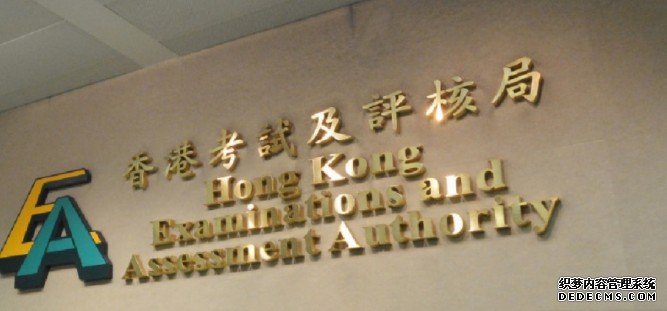 香港考試及評核局
EA
Hong Kong
Examinations and
Assessment Authority
织梦内容管理系统
DEDECMS.COM